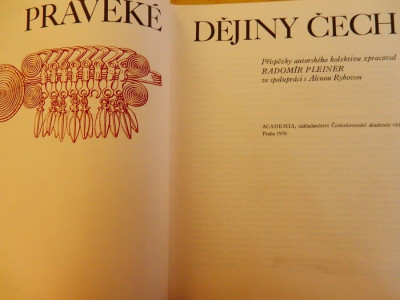 PRAVĚKÉ DĚJINY ČECH
Příspěvky autorského kolektivu zpracoval
RADOMÍR PLEINER
ve spolupráci s Alenou Rybovou
ACADEMIA, nakladatelství Československé akademie věd
Praha 1978